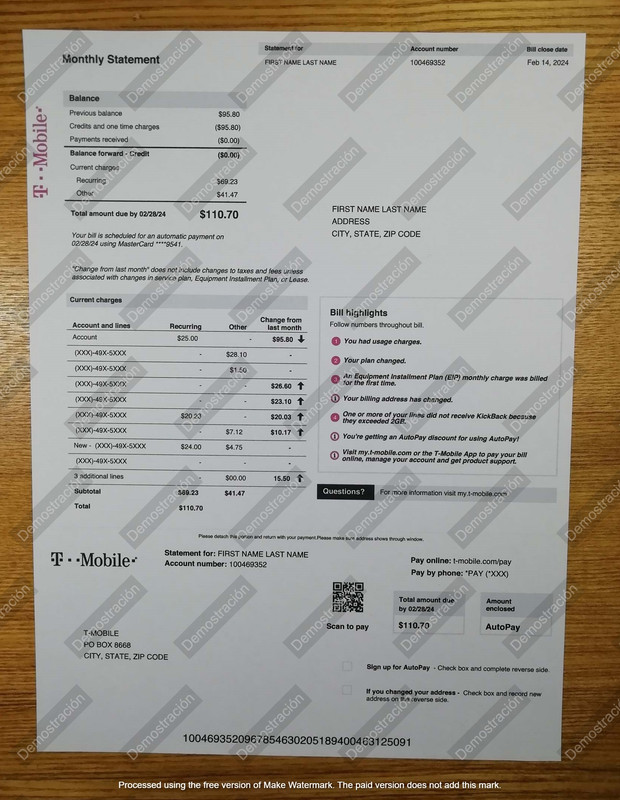 Monthly Statement
Statement for
Account number
Bill close date
FIRST NAME LAST NAME
100469352
Feb 14, 2024
T··Mobile·
Balance
Previous balance $95.80
Credits and one time charges ($95.80)
Payments received ($0.00)
Balance forward - Credit ($0.00)
Current charges
Recurring $69.23
Other $41.47
Total amount due by 02/28/24 $110.70
Your bill is scheduled for an automatic payment on
02/28/24 using MasterCard ****9541.
FIRST NAME LAST NAME
ADDRESS
CITY, STATE, ZIP CODE
"Change from last month" does not include changes to taxes and fees unless
associated with changes in service plan, Equipment Installment Plan, or Lease.
Current charges
Account and lines Recurring Other Change from last month
Account $25.00 - $95.80 ↓
(XXX)-49X-5XXX - $28.10 -
(XXX)-49X-5XXX - $1.50 -
(XXX)-49X-5XXX - - $26.60 ↑
(XXX)-49X-5XXX - - $23.10 ↑
(XXX)-49X-5XXX $20.23 - $20.03 ↑
(XXX)-49X-5XXX - $7.12 $10.17 ↑
New - (XXX)-49X-5XXX $24.00 $4.75 -
(XXX)-49X-5XXX - - -
3 additional lines $00.00 15.50 ↑
Subtotal $69.23 $41.47
Total $110.70
Bill highlights
Follow numbers throughout bill.
1 You had usage charges.
2 Your plan changed.
3 An Equipment Installment Plan (EIP) monthly charge was billed
for the first time.
Your billing address has changed.
4 One or more of your lines did not receive KickBack because
they exceeded 2GB.
You're getting an AutoPay discount for using AutoPay!
Visit my.t-mobile.com or the T-Mobile App to pay your bill
online, manage your account and get product support.
Questions? For more information visit my.t-mobile.com
Please detach this portion and return with your payment.Please make sure address shows through window.
T··Mobile·
Statement for: FIRST NAME LAST NAME
Account number: 100469352
Pay online: t-mobile.com/pay
Pay by phone: *PAY (*XXX)
Scan to pay
Total amount due
by 02/28/24
$110.70
Amount
enclosed
AutoPay
T-MOBILE
PO BOX 8668
CITY, STATE, ZIP CODE
Sign up for AutoPay - Check box and complete reverse side.
If you changed your address - Check box and record new
address on the reverse side.
10046935209678546302051894004​63125091
Demostración
Processed using the free version of Make Watermark. The paid version does not add this mark.